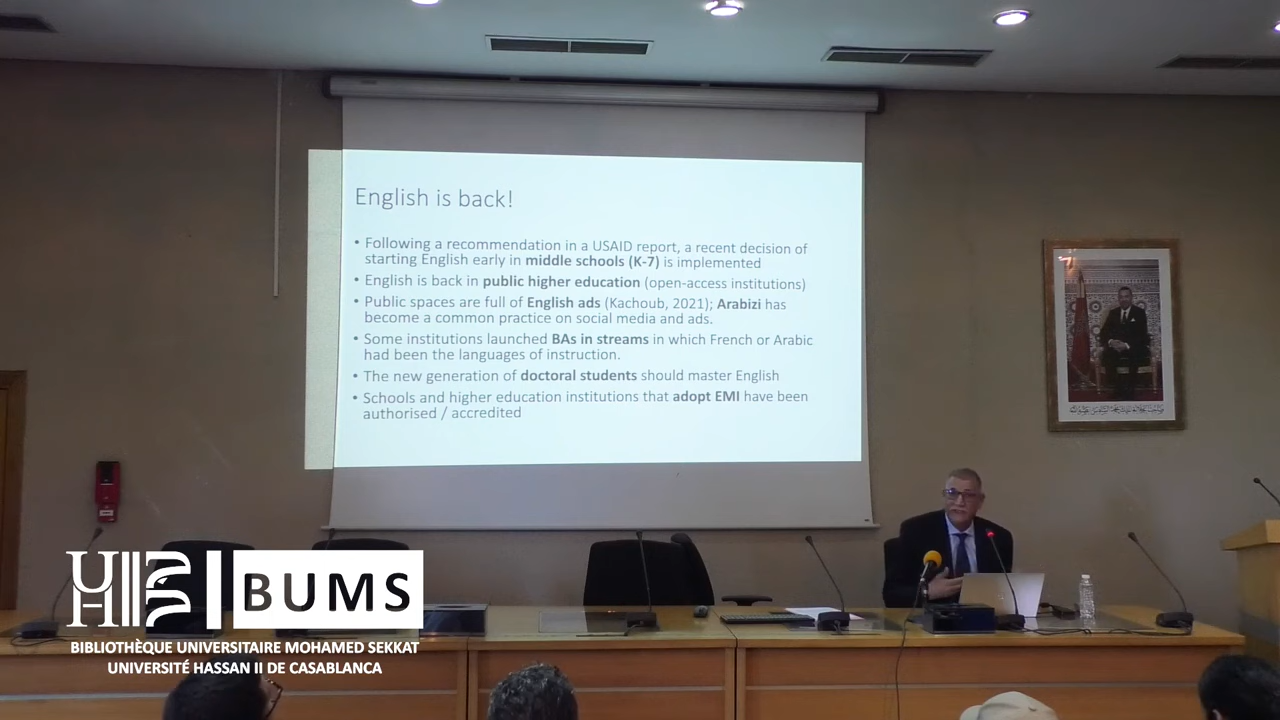 English is back!
• Following a recommendation in a USAID report, a recent decision of
starting English early in middle schools (K-7) is implemented
• English is back in public higher education (open-access institutions)
• Public spaces are full of English ads (Kachoub, 2021); Arabizi has
become a common practice on social media and ads.
• Some institutions launched BAs in streams in which French or Arabic
had been the languages of instruction.
• The new generation of doctoral students should master English
• Schools and higher education institutions that adopt EMI have been
authorised / accredited
BUMS
BIBLIOTHÈQUE UNIVERSITAIRE MOHAMED SEKKAT
UNIVERSITÉ HASSAN II DE CASABLANCA